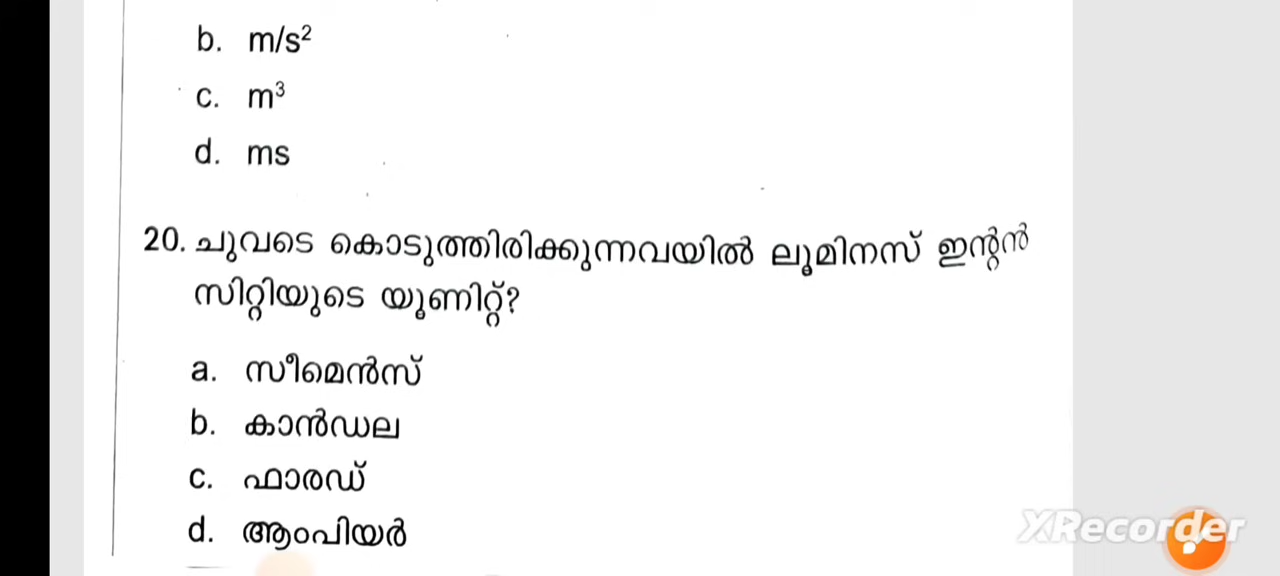 b. m/s²
c. m³
d. ms
20. ചുവടെ കൊടുത്തിരിക്കുന്നവയിൽ ലൂമിനസ് ഇന്റൻ
സിറ്റിയുടെ യൂണിറ്റ്?
a. സീമെൻസ്
b. കാൻഡല
c. ഫാരഡ്
d. ആംപിയർ
XRecorder